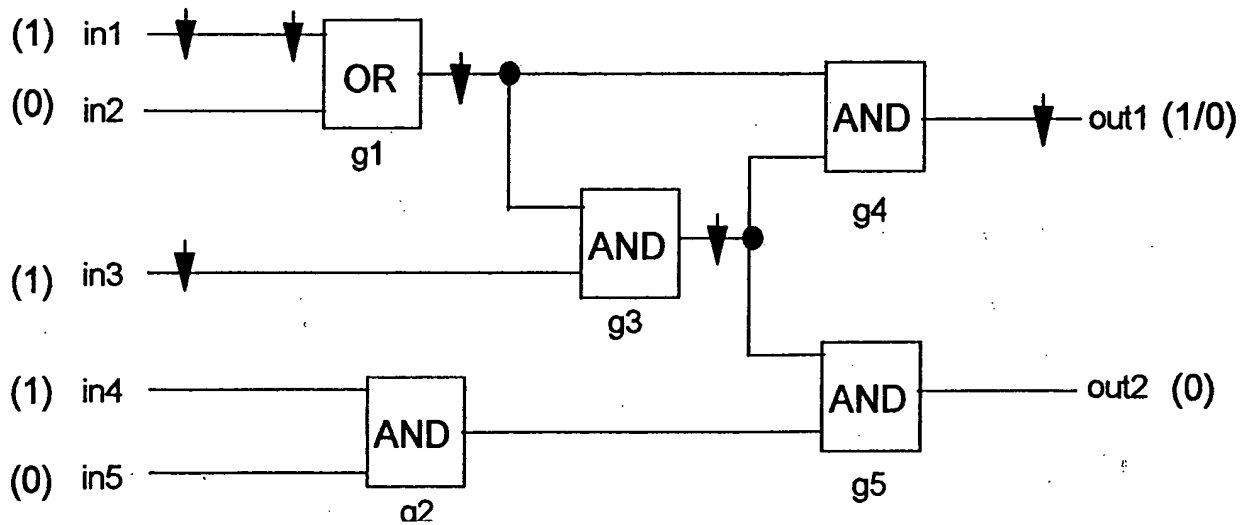 (1) in1
OR
(0) in2
g1
AND
out1 (1/0)
g4
AND
(1) in3
g3
(1) in4
AND
out2 (0)
AND
(0) in5
g5
g2